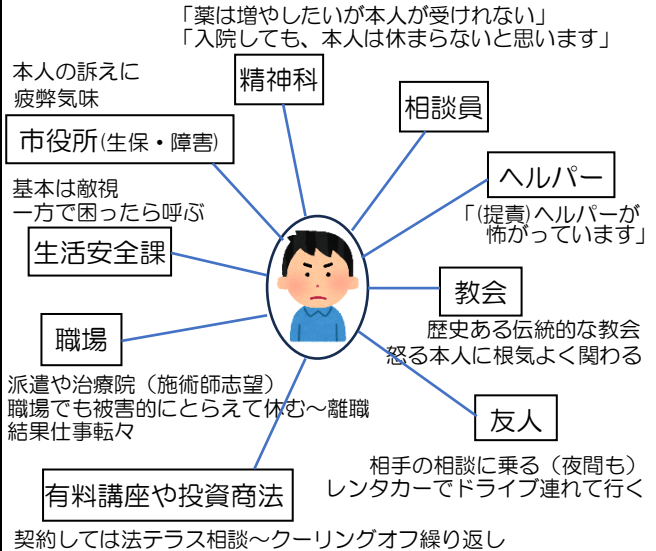 「薬は増やしたいが本人が受けれない」
「入院しても、本人は休まらないと思います」
精神科
相談員
本人の訴えに
疲弊気味
市役所(生保・障害)
ヘルパー
「(提責)ヘルパーが
怖がっています」
基本は敵視
一方で困ったら呼ぶ
生活安全課
教会
歴史ある伝統的な教会
怒る本人に根気よく関わる
職場
派遣や治療院（施術師志望）
職場でも被害的にとらえて休む～離職
結果仕事転々
友人
相手の相談に乗る（夜間も）
レンタカーでドライブ連れて行く
有料講座や投資商法
契約しては法テラス相談～クーリングオフ繰り返し